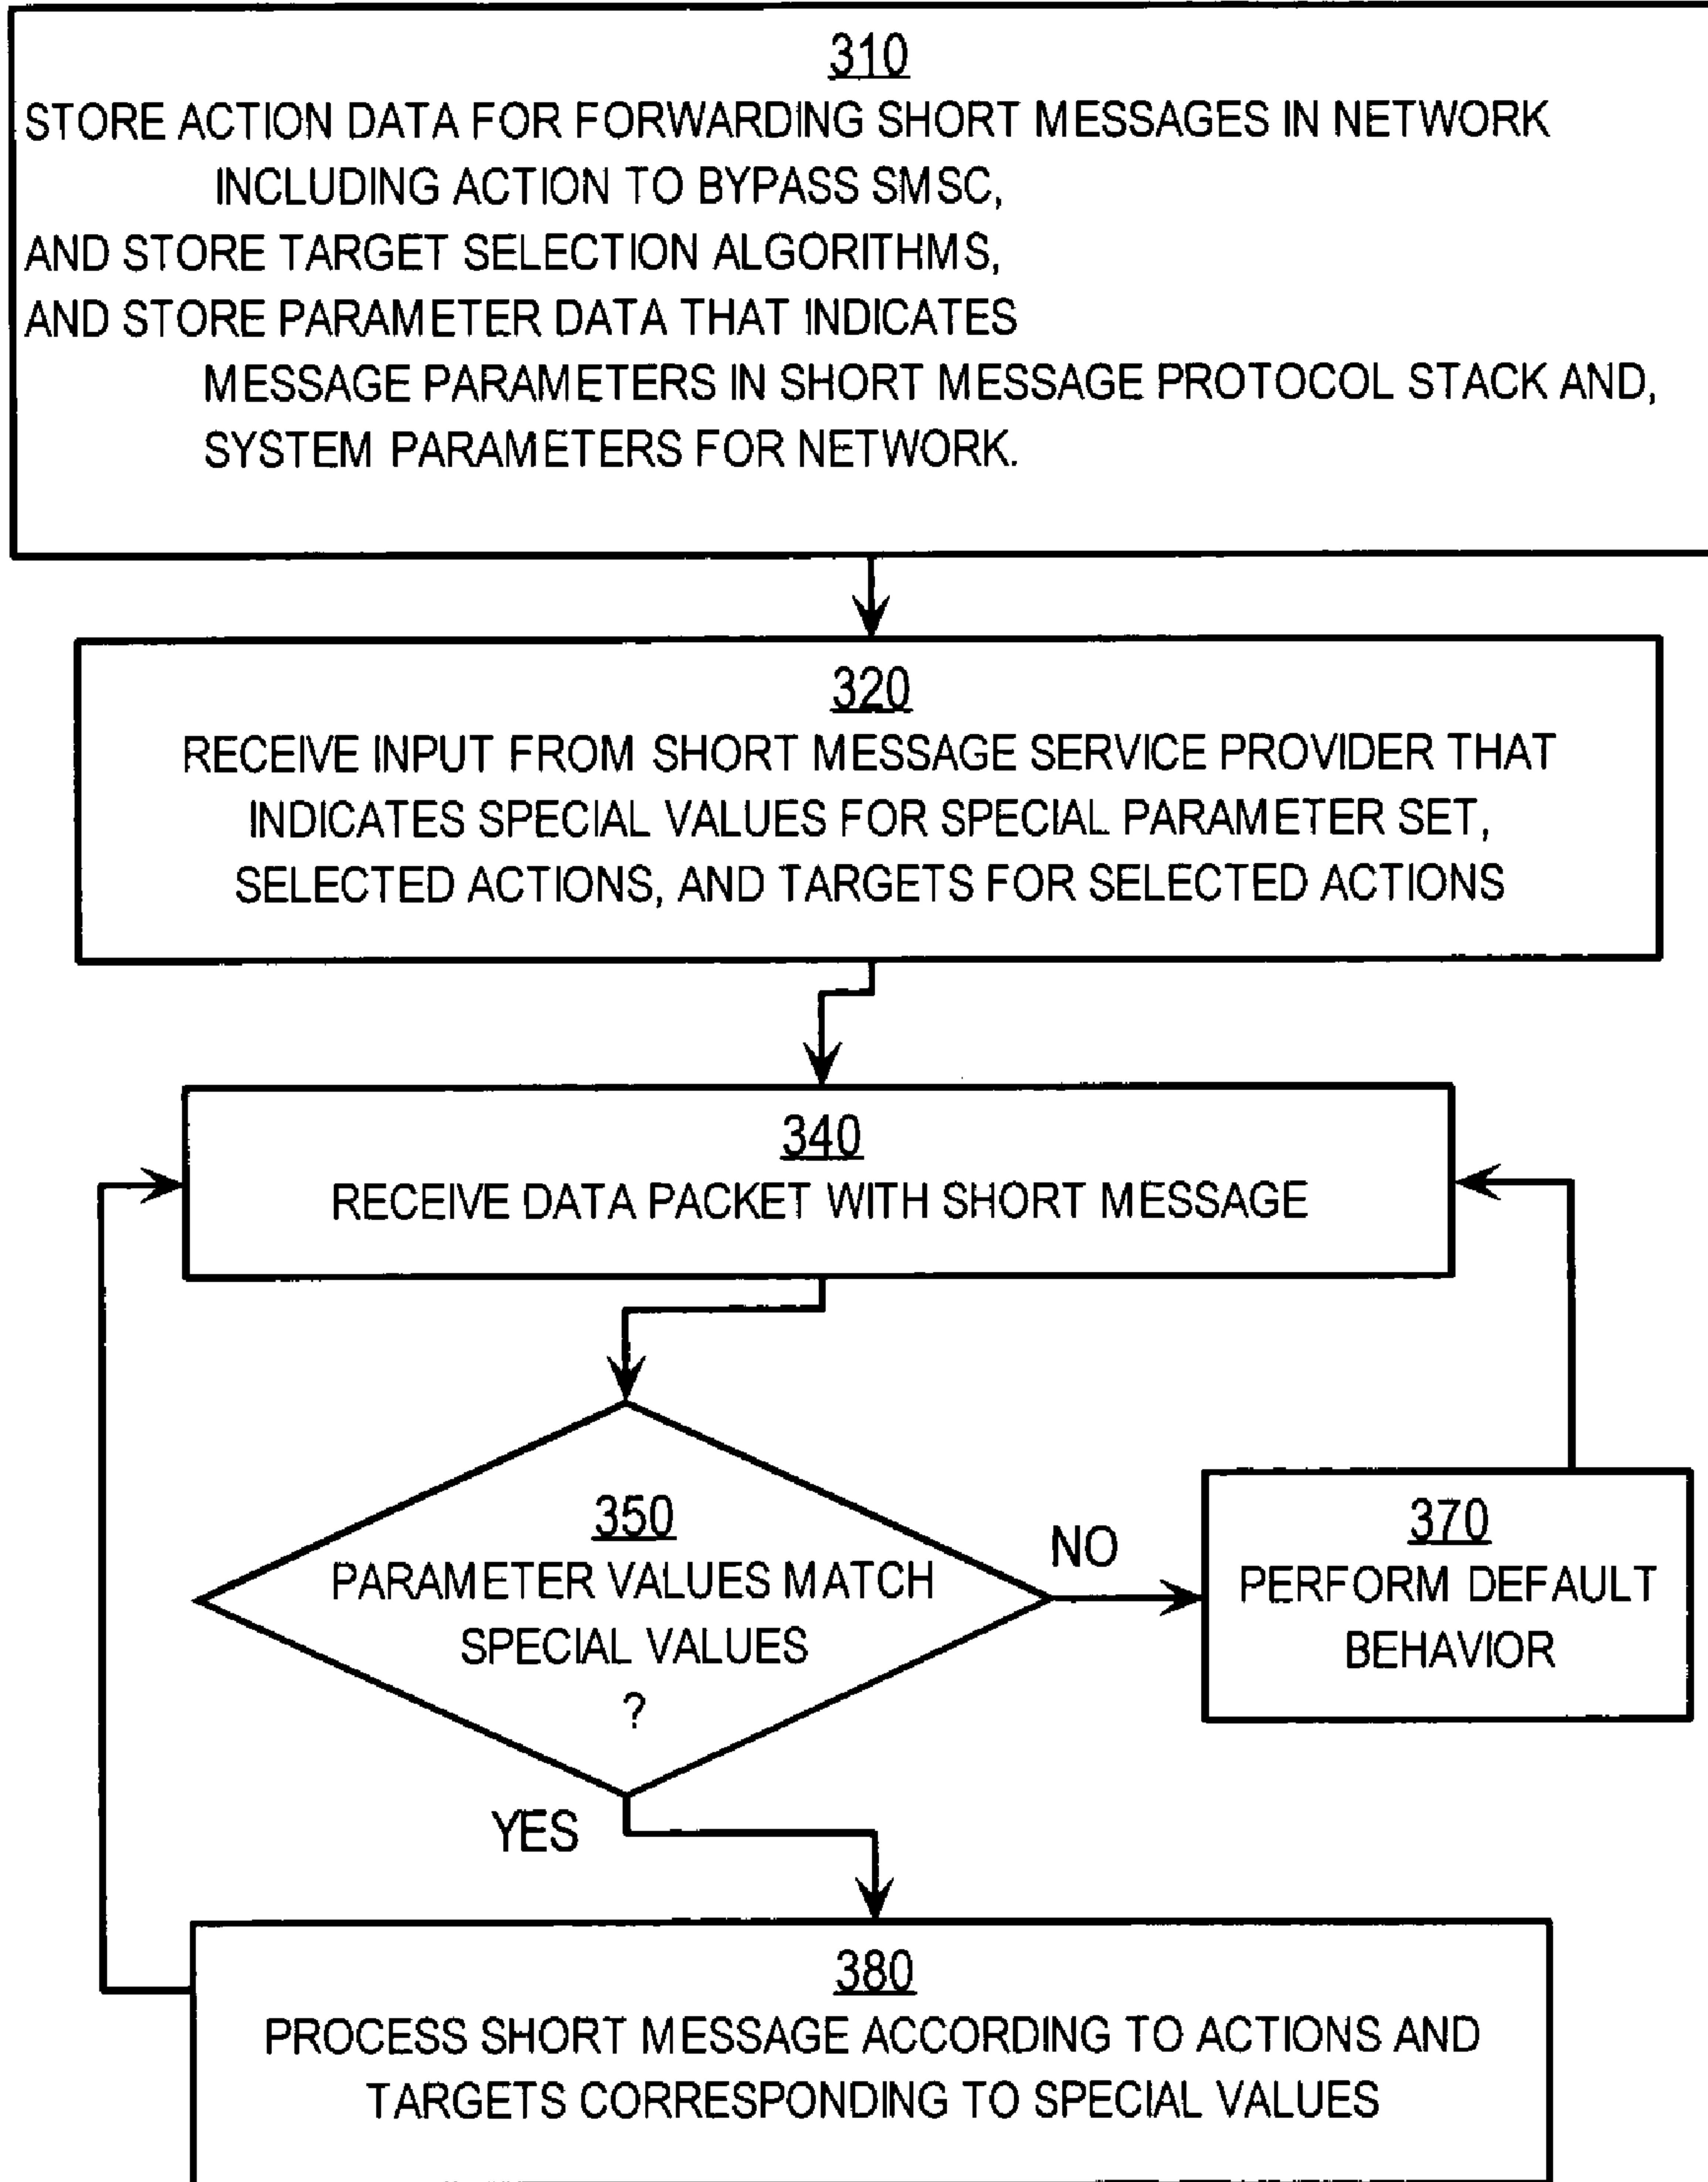 310
STORE ACTION DATA FOR FORWARDING SHORT MESSAGES IN NETWORK
INCLUDING ACTION TO BYPASS SMSC,
AND STORE TARGET SELECTION ALGORITHMS,
AND STORE PARAMETER DATA THAT INDICATES
MESSAGE PARAMETERS IN SHORT MESSAGE PROTOCOL STACK AND,
SYSTEM PARAMETERS FOR NETWORK.
320
RECEIVE INPUT FROM SHORT MESSAGE SERVICE PROVIDER THAT
INDICATES SPECIAL VALUES FOR SPECIAL PARAMETER SET,
SELECTED ACTIONS, AND TARGETS FOR SELECTED ACTIONS
340
RECEIVE DATA PACKET WITH SHORT MESSAGE
350
PARAMETER VALUES MATCH
SPECIAL VALUES
?
NO
370
PERFORM DEFAULT
BEHAVIOR
YES
380
PROCESS SHORT MESSAGE ACCORDING TO ACTIONS AND
TARGETS CORRESPONDING TO SPECIAL VALUES